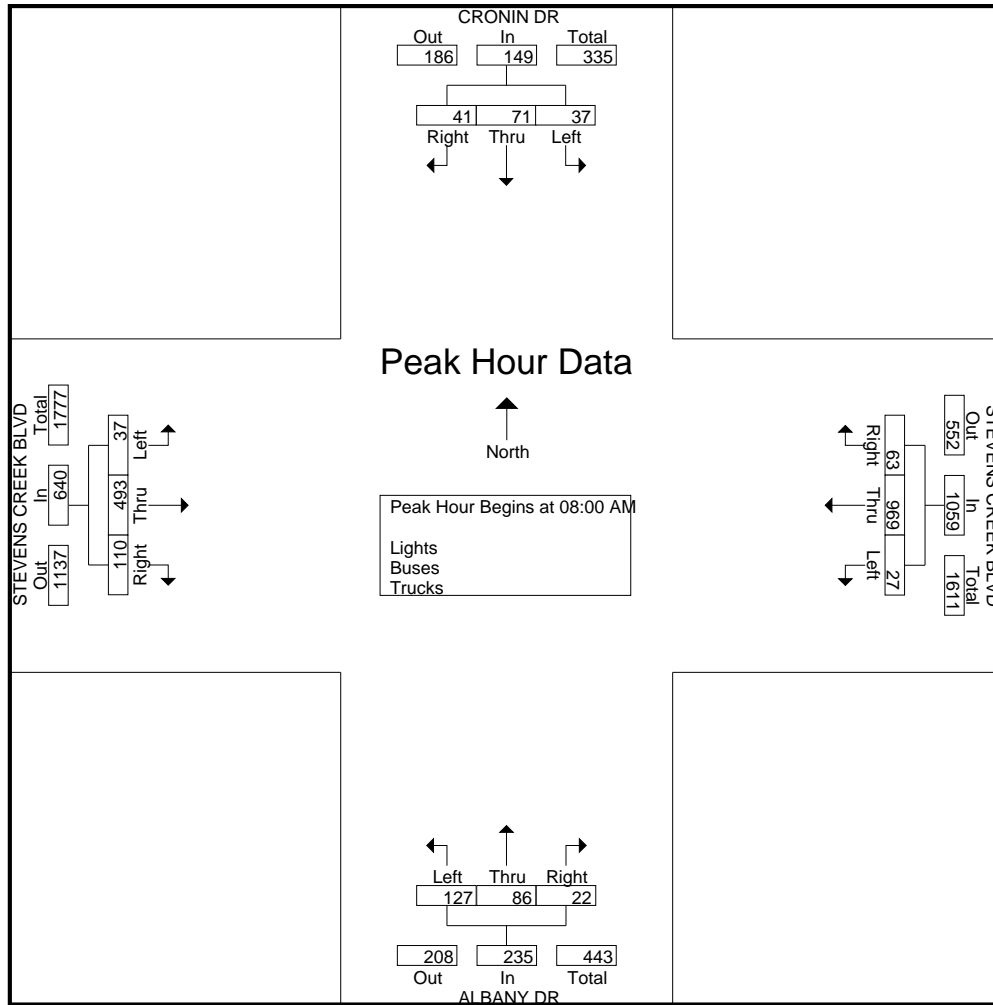 CRONIN DR
Out In Total
186 149 335
41 71 37
Right Thru Left
Peak Hour Data
North
Peak Hour Begins at 08:00 AM
Lights
Buses
Trucks
STEVENS CREEK BLVD
Total In Out
1777 640 1137
37 493 110
Left Thru Right
STEVENS CREEK BLVD
Out In Total
552 1059 1611
63 969 27
Right Thru Left
Left Thru Right
127 86 22
208 235 443
Out In Total
ALBANY DR